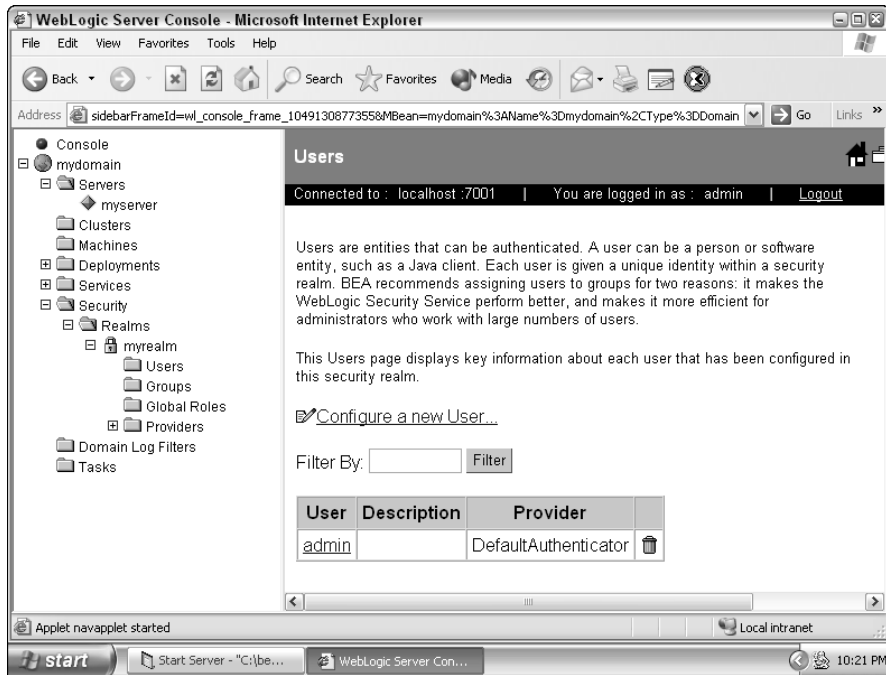 WebLogic Server Console - Microsoft Internet Explorer
File Edit View Favorites Tools Help
Back Search Favorites Media
Address sidebarFrameId=wl_console_frame_1049130877355&MBean=mydomain%3AName%3Dmydomain%2CType%3DDomain Go Links »
Console
mydomain
Servers
myserver
Clusters
Machines
Deployments
Services
Security
Realms
myrealm
Users
Groups
Global Roles
Providers
Domain Log Filters
Tasks
Users
Connected to : localhost :7001 | You are logged in as : admin | Logout
Users are entities that can be authenticated. A user can be a person or software
entity, such as a Java client. Each user is given a unique identity within a security
realm. BEA recommends assigning users to groups for two reasons: it makes the
WebLogic Security Service perform better, and makes it more efficient for
administrators who work with large numbers of users.
This Users page displays key information about each user that has been configured in
this security realm.
Configure a new User...
Filter By: Filter
User Description Provider
admin DefaultAuthenticator
Applet navapplet started Local intranet
start Start Server - "C:\be... WebLogic Server Con... 10:21 PM